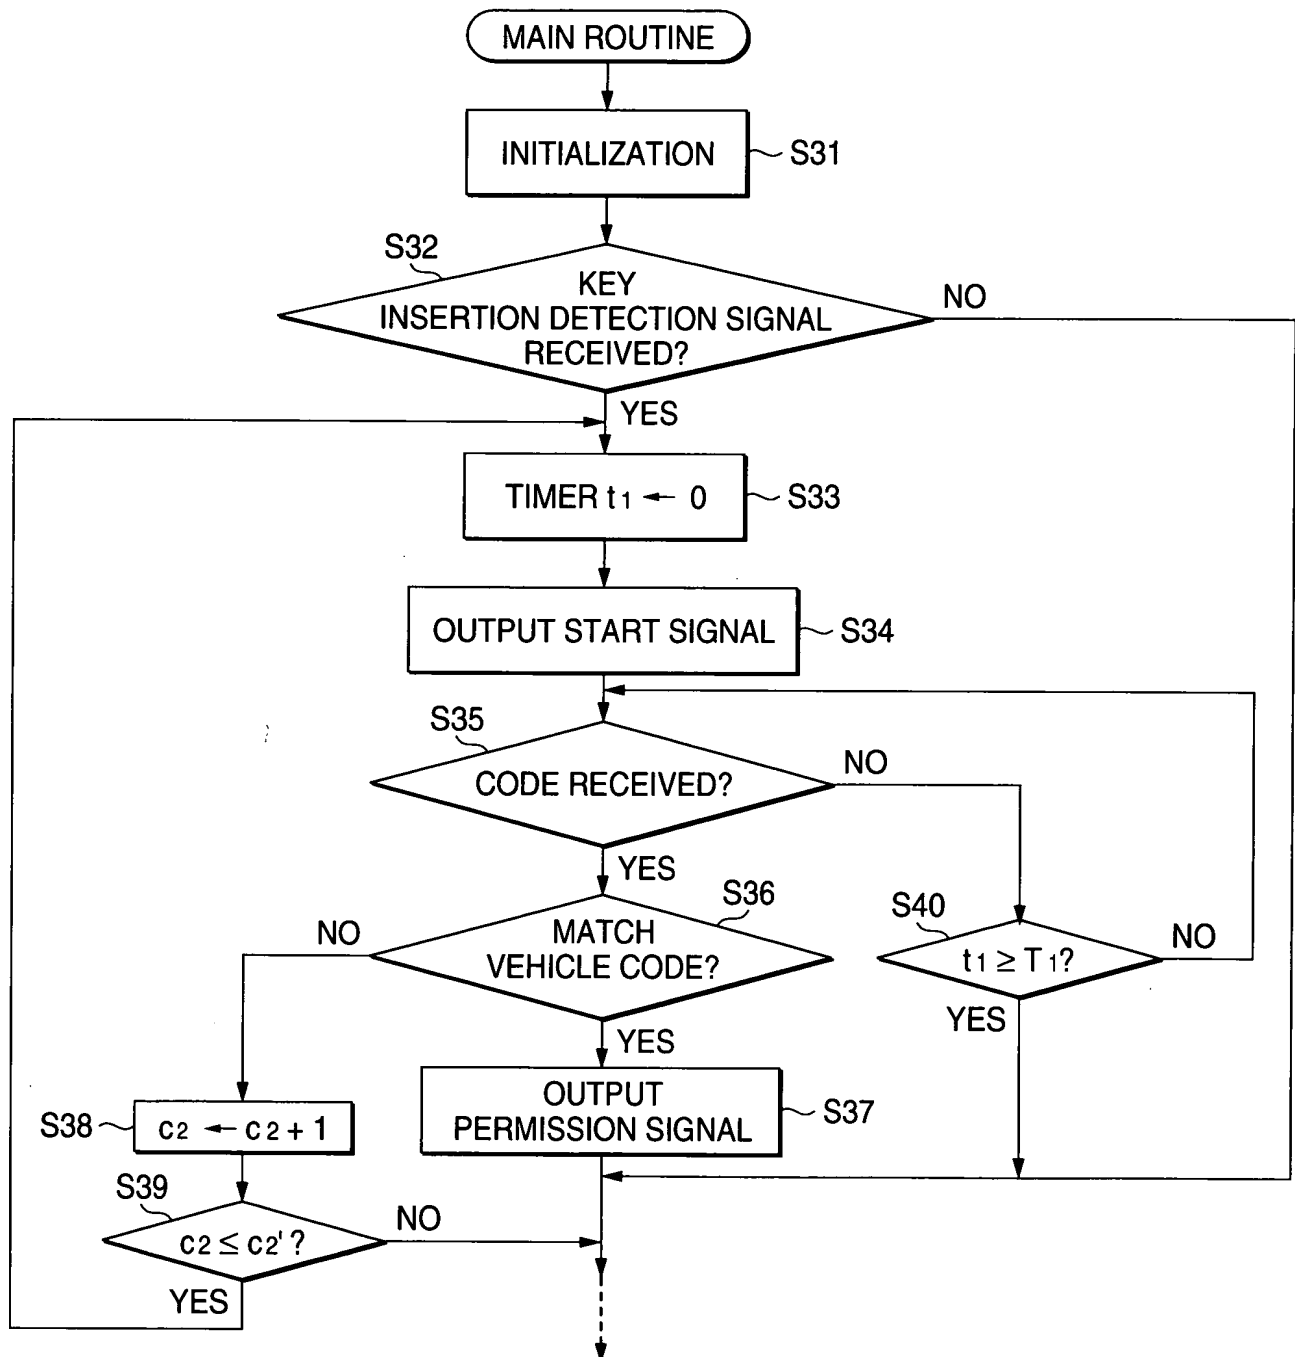 MAIN ROUTINE
INITIALIZATION
S31
S32
KEY
INSERTION DETECTION SIGNAL
RECEIVED?
NO
YES
TIMER t1 ← 0
S33
OUTPUT START SIGNAL
S34
S35
CODE RECEIVED?
NO
YES
S36
MATCH
VEHICLE CODE?
NO
S40
t1 ≥ T1?
NO
YES
YES
OUTPUT
PERMISSION SIGNAL
S37
S38
c2 ← c2 + 1
S39
c2 ≤ c2' ?
NO
YES